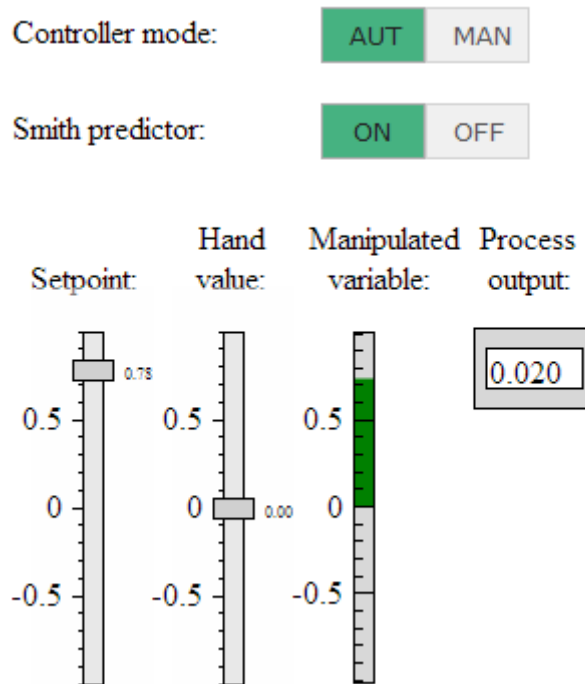 Controller mode: AUT MAN
Smith predictor: ON OFF
Hand Manipulated Process
Setpoint: value: variable: output:
0.78
0.020
0.5 0.5 0.5
0 0 0.00 0
-0.5 -0.5 -0.5